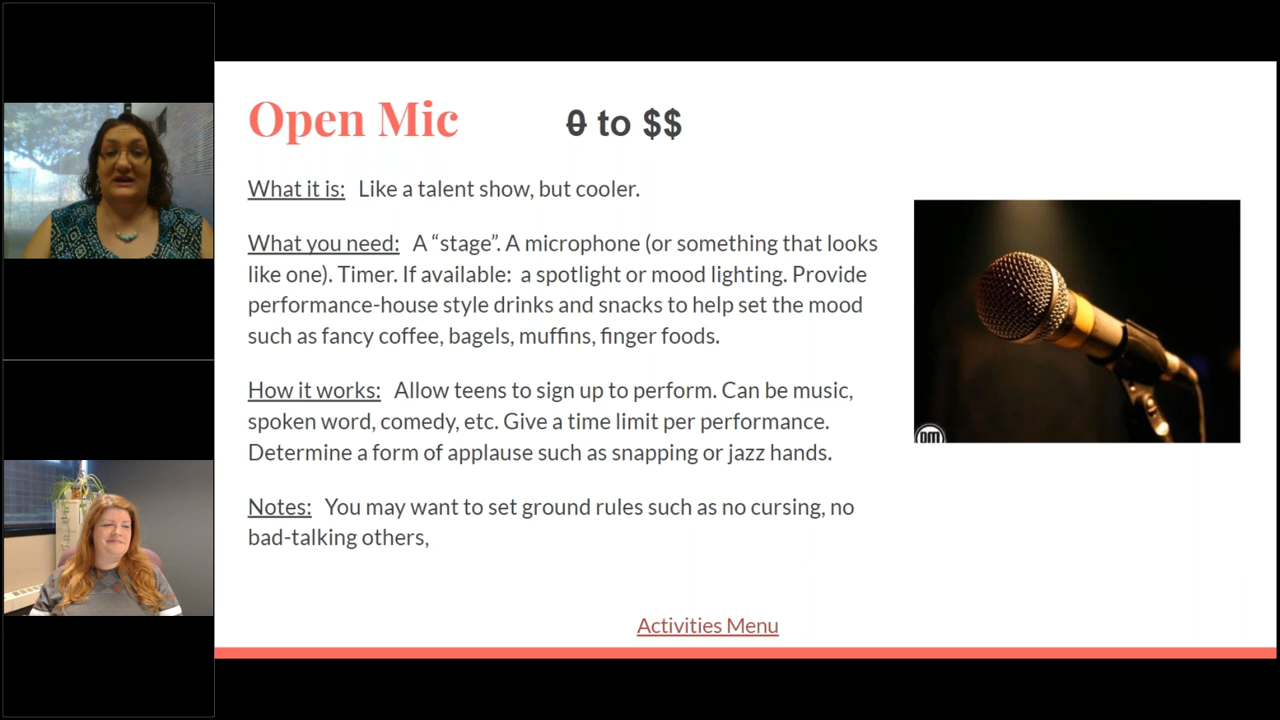 Open Mic 0 to $$
What it is: Like a talent show, but cooler.
What you need: A “stage”. A microphone (or something that looks
like one). Timer. If available: a spotlight or mood lighting. Provide
performance-house style drinks and snacks to help set the mood
such as fancy coffee, bagels, muffins, finger foods.
How it works: Allow teens to sign up to perform. Can be music,
spoken word, comedy, etc. Give a time limit per performance.
Determine a form of applause such as snapping or jazz hands.
Notes: You may want to set ground rules such as no cursing, no
bad-talking others,
Activities Menu